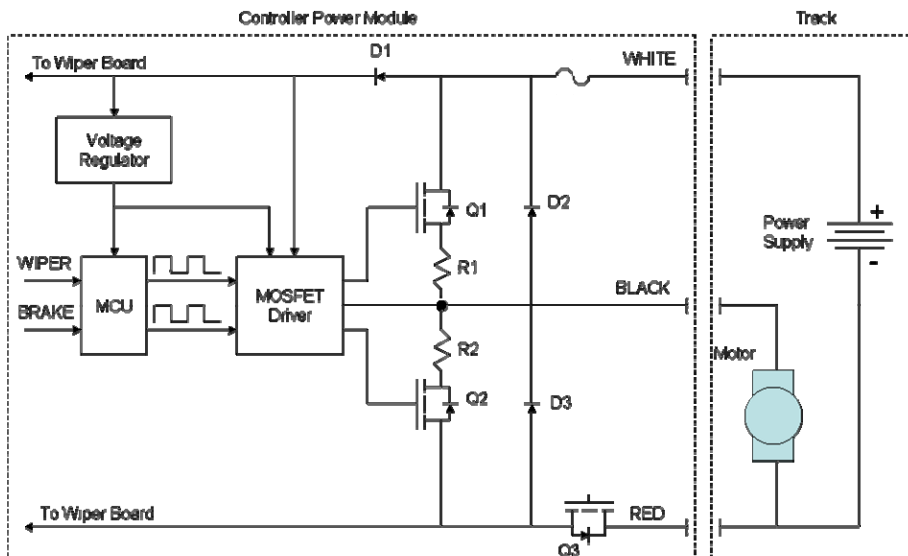 Controller Power Module
Track
D1
To Wiper Board
WHITE
Voltage
Regulator
Q1
D2
Power
Supply
+
-
WIPER
R1
MCU
MOSFET
Driver
BLACK
BRAKE
R2
Motor
Q2
D3
To Wiper Board
RED
Q3